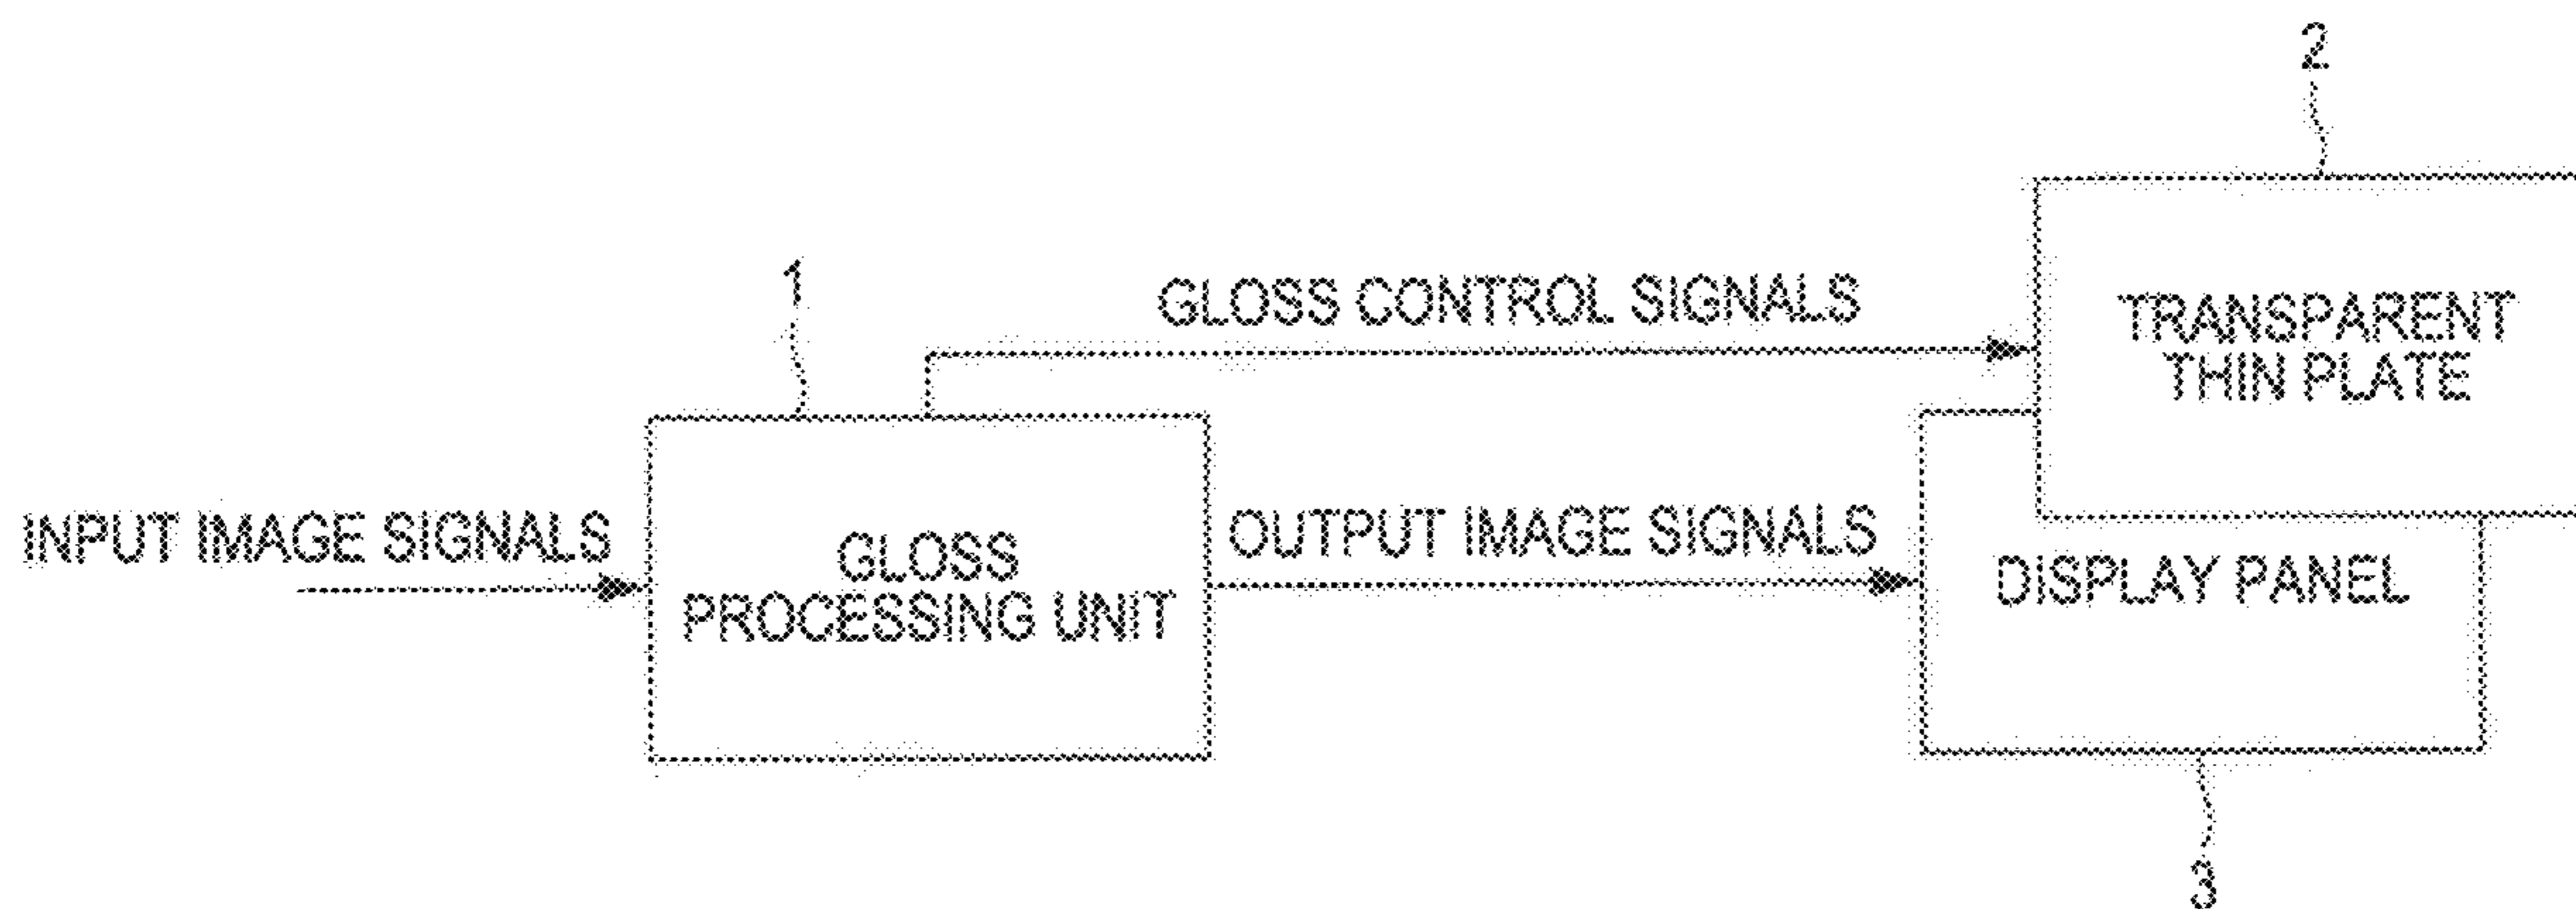 2
1
GLOSS CONTROL SIGNALS
TRANSPARENT
THIN PLATE
INPUT IMAGE SIGNALS
GLOSS
PROCESSING UNIT
OUTPUT IMAGE SIGNALS
DISPLAY PANEL
3